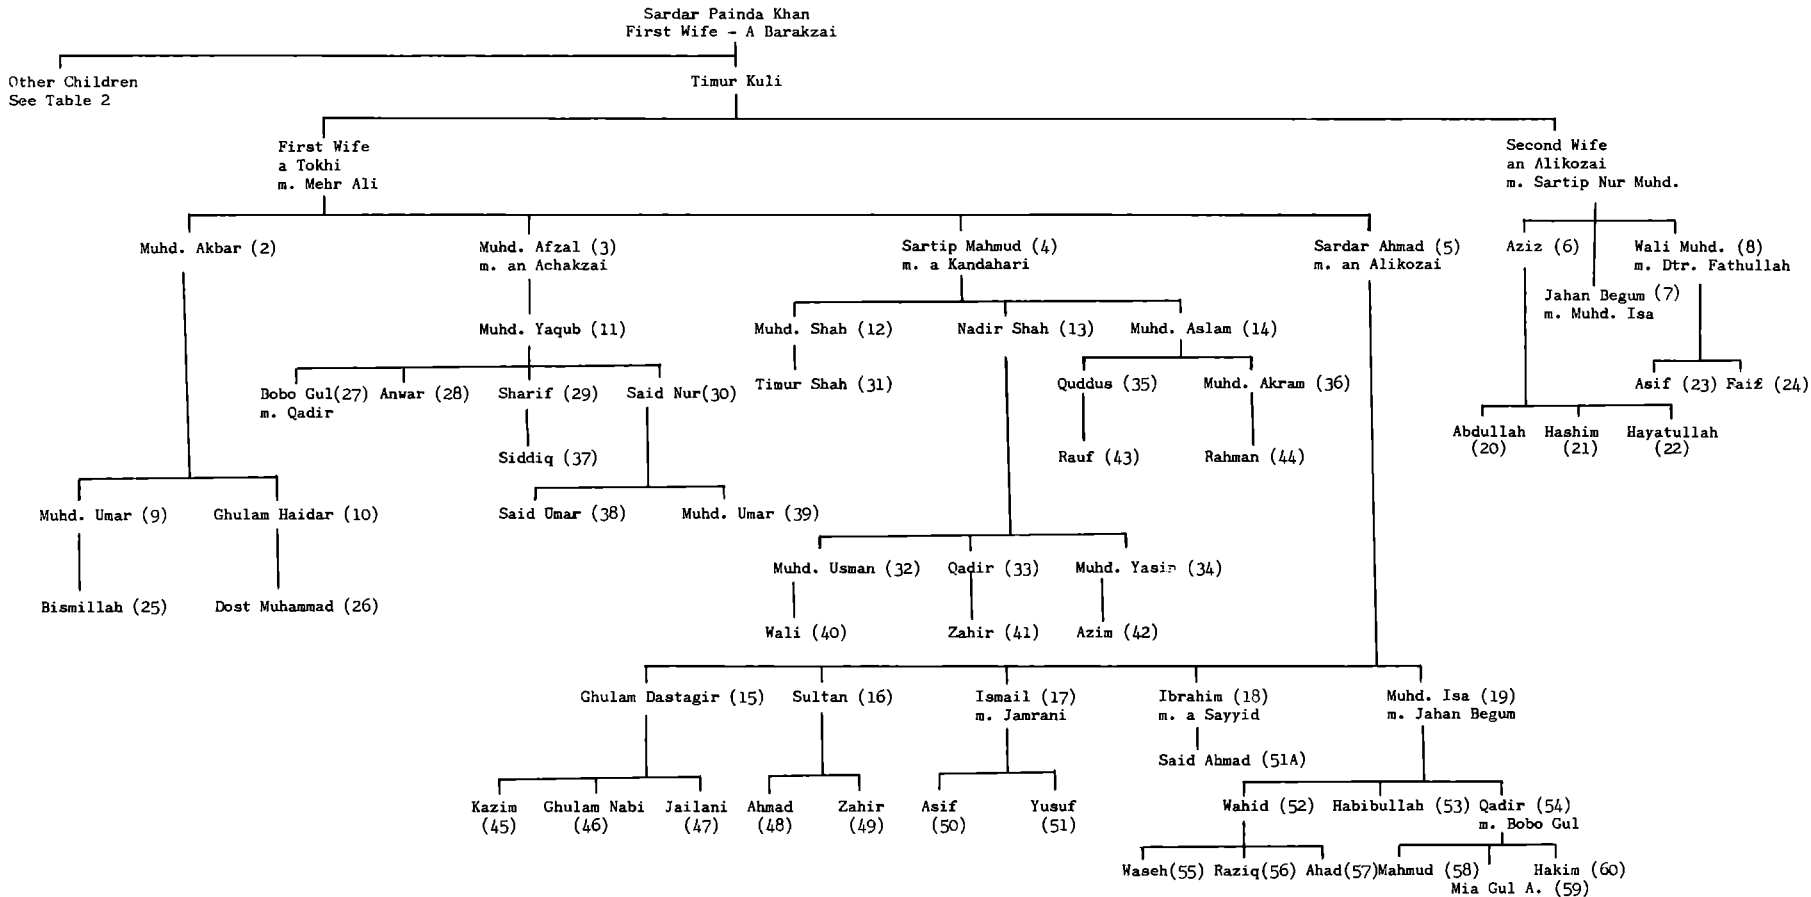 Sardar Painda Khan
First Wife - A Barakzai
Other Children
See Table 2
Timur Kuli
First Wife
a Tokhi
m. Mehr Ali
Second Wife
an Alikozai
m. Sartip Nur Muhd.
Muhd. Akbar (2)
Muhd. Afzal (3)
m. an Achakzai
Sartip Mahmud (4)
m. a Kandahari
Sardar Ahmad (5)
m. an Alikozai
Aziz (6)
Wali Muhd. (8)
m. Dtr. Fathullah
Jahan Begum (7)
m. Muhd. Isa
Muhd. Yaqub (11)
Muhd. Shah (12)
Nadir Shah (13)
Muhd. Aslam (14)
Bobo Gul(27)
m. Qadir
Anwar (28)
Sharif (29)
Said Nur(30)
Timur Shah (31)
Quddus (35)
Muhd. Akram (36)
Asif (23)
Faiz (24)
Abdullah
(20)
Hashim
(21)
Hayatullah
(22)
Siddiq (37)
Rauf (43)
Rahman (44)
Muhd. Umar (9)
Ghulam Haidar (10)
Said Umar (38)
Muhd. Umar (39)
Muhd. Usman (32)
Qadir (33)
Muhd. Yasin (34)
Bismillah (25)
Dost Muhammad (26)
Wali (40)
Zahir (41)
Azim (42)
Ghulam Dastagir (15)
Sultan (16)
Ismail (17)
m. Jamrani
Ibrahim (18)
m. a Sayyid
Muhd. Isa (19)
m. Jahan Begum
Said Ahmad (51A)
Kazim
(45)
Ghulam Nabi
(46)
Jailani
(47)
Ahmad
(48)
Zahir
(49)
Asif
(50)
Yusuf
(51)
Wahid (52)
Habibullah (53)
Qadir (54)
m. Bobo Gul
Waseh(55)
Raziq(56)
Ahad(57)
Mahmud (58)
Mia Gul A. (59)
Hakim (60)